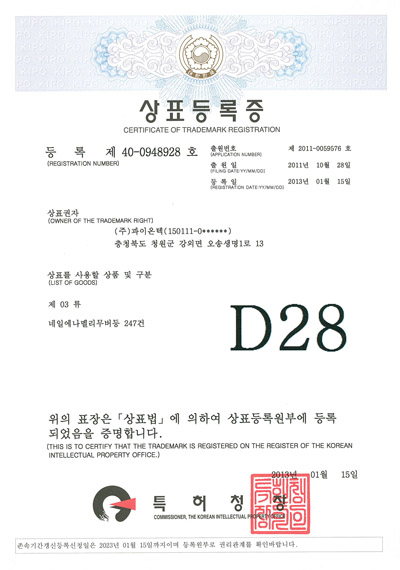 대한민국
상표등록증
CERTIFICATE OF TRADEMARK REGISTRATION
등 록 제 40-0948928 호
(REGISTRATION NUMBER)
출원번호 제 2011-0059576 호
(APPLICATION NUMBER)
출 원 일 2011년 10월 28일
(FILING DATE:YY/MM/DD)
등 록 일 2013년 01월 15일
(REGISTRATION DATE:YY/MM/DD)
상표권자
(OWNER OF THE TRADEMARK RIGHT)
(주)파이온텍(150111-0******)
충청북도 청원군 강외면 오송생명1로 13
상표를 사용할 상품 및 구분
(LIST OF GOODS)
제 03 류
네일에나멜리무버등 247건
D28
위의 표장은「상표법」에 의하여 상표등록원부에 등록
되었음을 증명합니다.
(THIS IS TO CERTIFY THAT THE TRADEMARK IS REGISTERED ON THE REGISTER OF THE KOREAN
INTELLECTUAL PROPERTY OFFICE.)
2013년 01월 15일
특 허 청 장
COMMISSIONER, THE KOREAN INTELLECTUAL PROPERTY OFFICE
존속기간갱신등록신청일은 2023년 01월 15일까지이며 등록원부로 권리관계를 확인바랍니다.